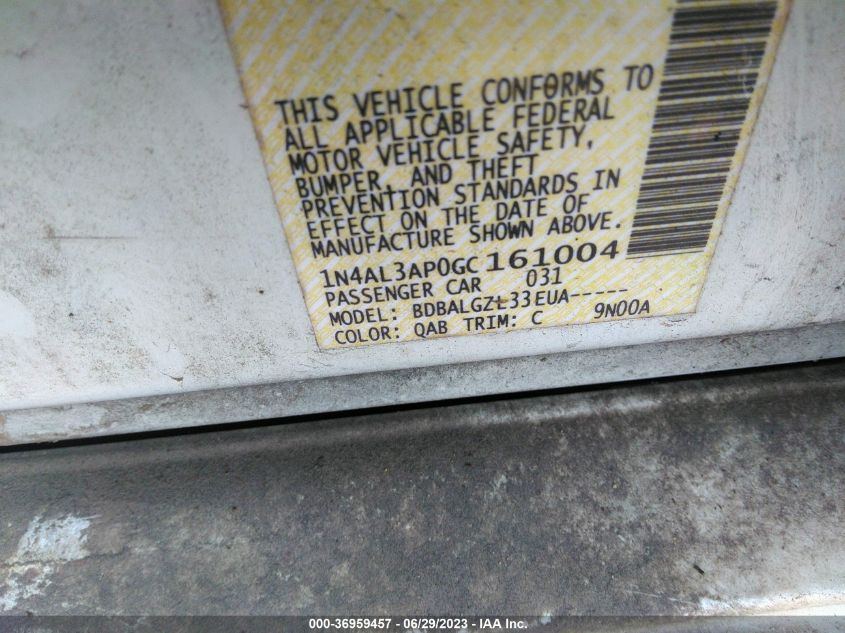 THIS VEHICLE CONFORMS TO
ALL APPLICABLE FEDERAL
MOTOR VEHICLE SAFETY,
BUMPER, AND THEFT
PREVENTION STANDARDS IN
EFFECT ON THE DATE OF
MANUFACTURE SHOWN ABOVE.
1N4AL3AP0GC161004
PASSENGER CAR 031
MODEL: BDBALGZL33EUA-----
COLOR: QAB TRIM: C 9N00A
000-36959457 - 06/29/2023 - IAA Inc.